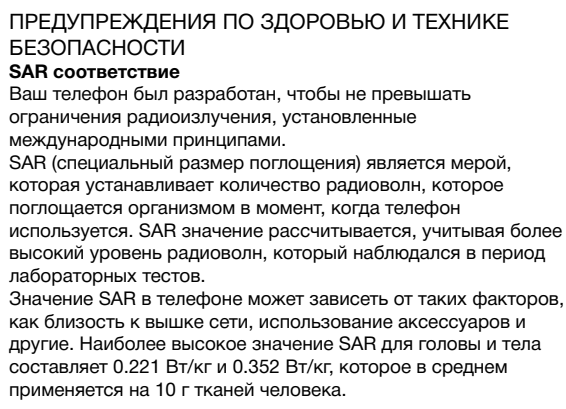 ПРЕДУПРЕЖДЕНИЯ ПО ЗДОРОВЬЮ И ТЕХНИКЕ
БЕЗОПАСНОСТИ
SAR соответствие
Ваш телефон был разработан, чтобы не превышать
ограничения радиоизлучения, установленные
международными принципами.
SAR (специальный размер поглощения) является мерой,
которая устанавливает количество радиоволн, которое
поглощается организмом в момент, когда телефон
используется. SAR значение рассчитывается, учитывая более
высокий уровень радиоволн, который наблюдался в период
лабораторных тестов.
Значение SAR в телефоне может зависеть от таких факторов,
как близость к вышке сети, использование аксессуаров и
другие. Наиболее высокое значение SAR для головы и тела
составляет 0.221 Вт/кг и 0.352 Вт/кг, которое в среднем
применяется на 10 г тканей человека.